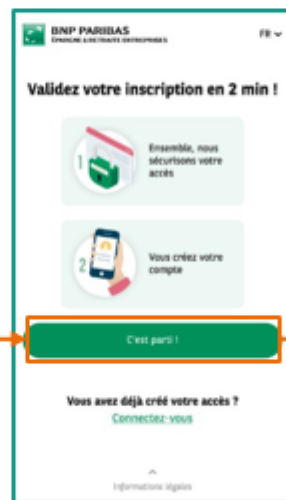 BNP PARIBAS
ÉPARGNE & RETRAITE ENTREPRISES
FR
Validez votre inscription en 2 min !
1
Ensemble, nous
sécurisons votre
accès
2
Vous créez votre
compte
C'est parti !
Vous avez déjà créé votre accès ?
Connectez-vous
Informations légales